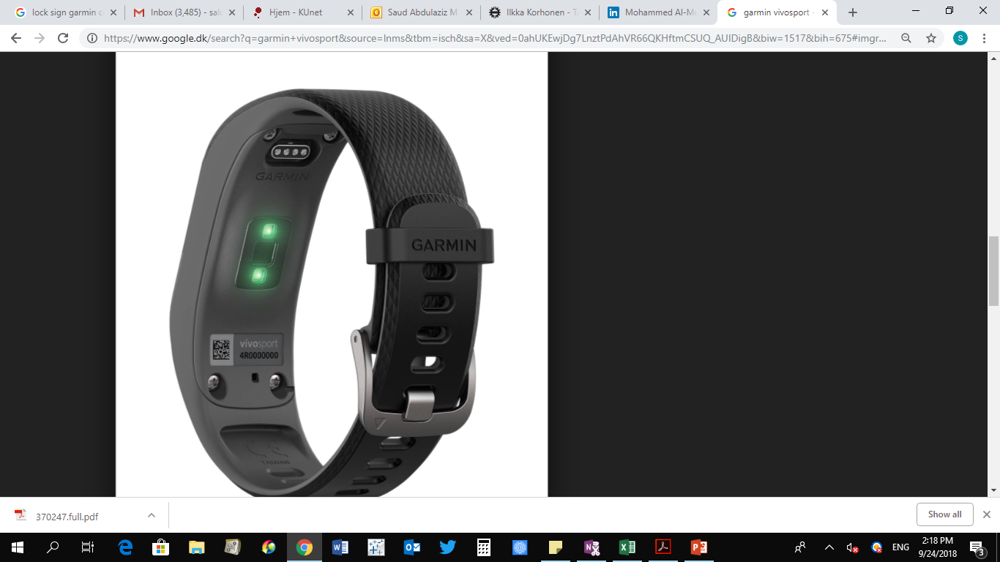 lock sign garmin c
Inbox (3,485) - sal
Hjem - KUnet
Saud Abdulaziz M
Ilkka Korhonen - T
Mohammed Al-M
garmin vivosport -
https://www.google.dk/search?q=garmin+vivosport&source=lnms&tbm=isch&sa=X&ved=0ahUKEwjDg7LnztPdAhVR66QKHftmCSUQ_AUIDigB&biw=1517&bih=675#imgr...
S
GARMIN
GARMIN
vivosport
4R0000000
TAIWAN
370247.full.pdf
Show all
ENG
2:18 PM
9/24/2018
3